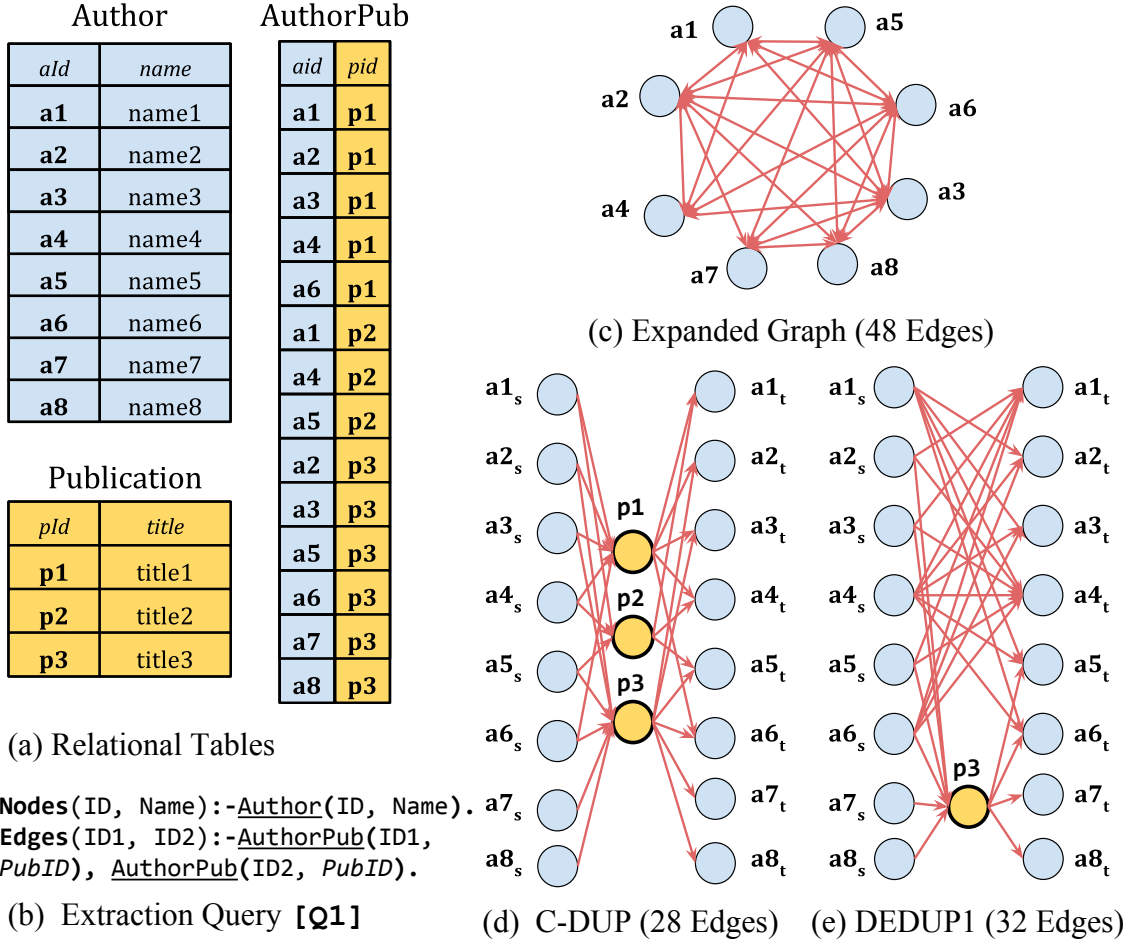 Author
aId name
a1 name1
a2 name2
a3 name3
a4 name4
a5 name5
a6 name6
a7 name7
a8 name8
Publication
pId title
p1 title1
p2 title2
p3 title3
(a) Relational Tables
AuthorPub
aid pid
a1 p1
a2 p1
a3 p1
a4 p1
a6 p1
a1 p2
a4 p2
a5 p2
a2 p3
a3 p3
a5 p3
a6 p3
a7 p3
a8 p3
Nodes(ID, Name):-Author(ID, Name).
Edges(ID1, ID2):-AuthorPub(ID1,
PubID), AuthorPub(ID2, PubID).
(b) Extraction Query [Q1]
a1 a5
a2 a6
a4 a3
a7 a8
(c) Expanded Graph (48 Edges)
a1s a1t
a2s a2t
p1
a3s a3t
a4s p2 a4t
a5s p3 a5t
a6s a6t
a7s a7t
a8s a8t
(d) C-DUP (28 Edges)
a1s a1t
a2s a2t
a3s a3t
a4s a4t
a5s a5t
a6s a6t
p3
a7s a7t
a8s a8t
(e) DEDUP1 (32 Edges)